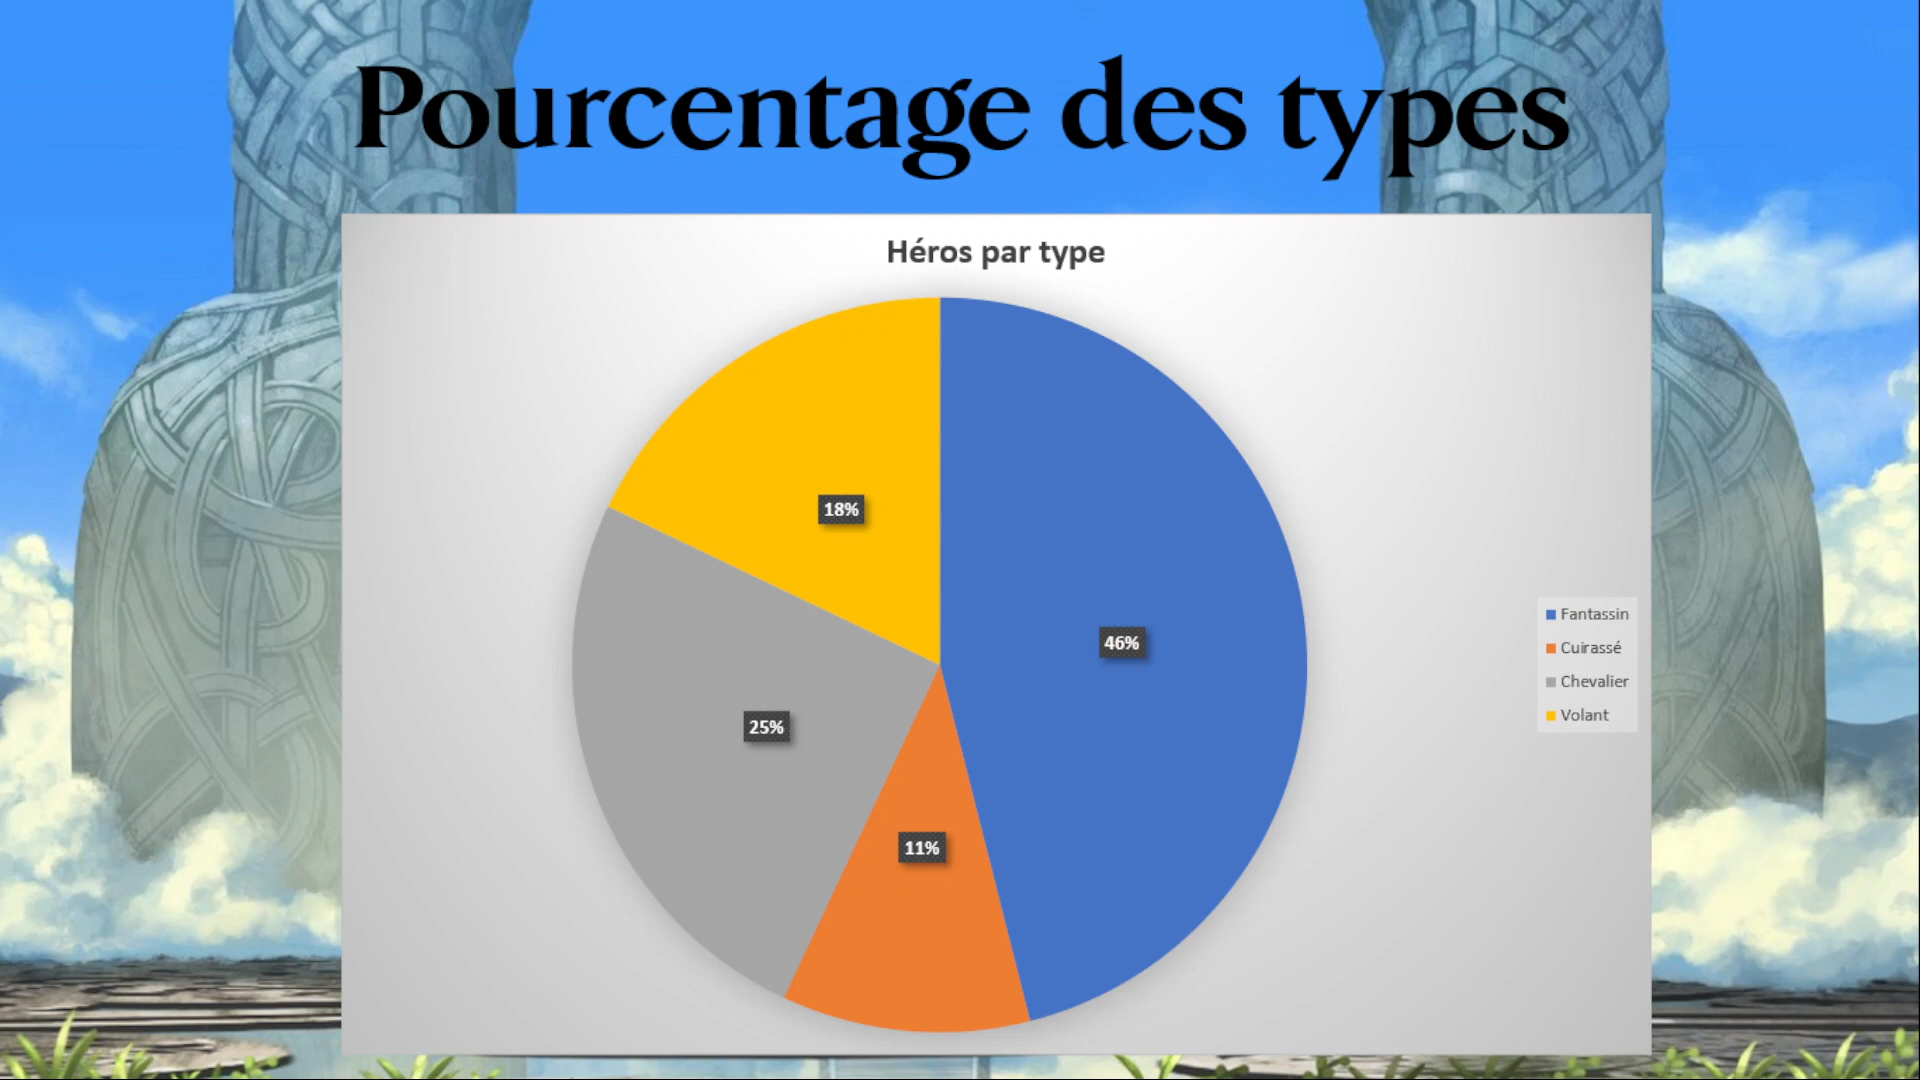 Pourcentage des types
Héros par type
18%
46%
25%
11%
Fantassin
Cuirassé
Chevalier
Volant